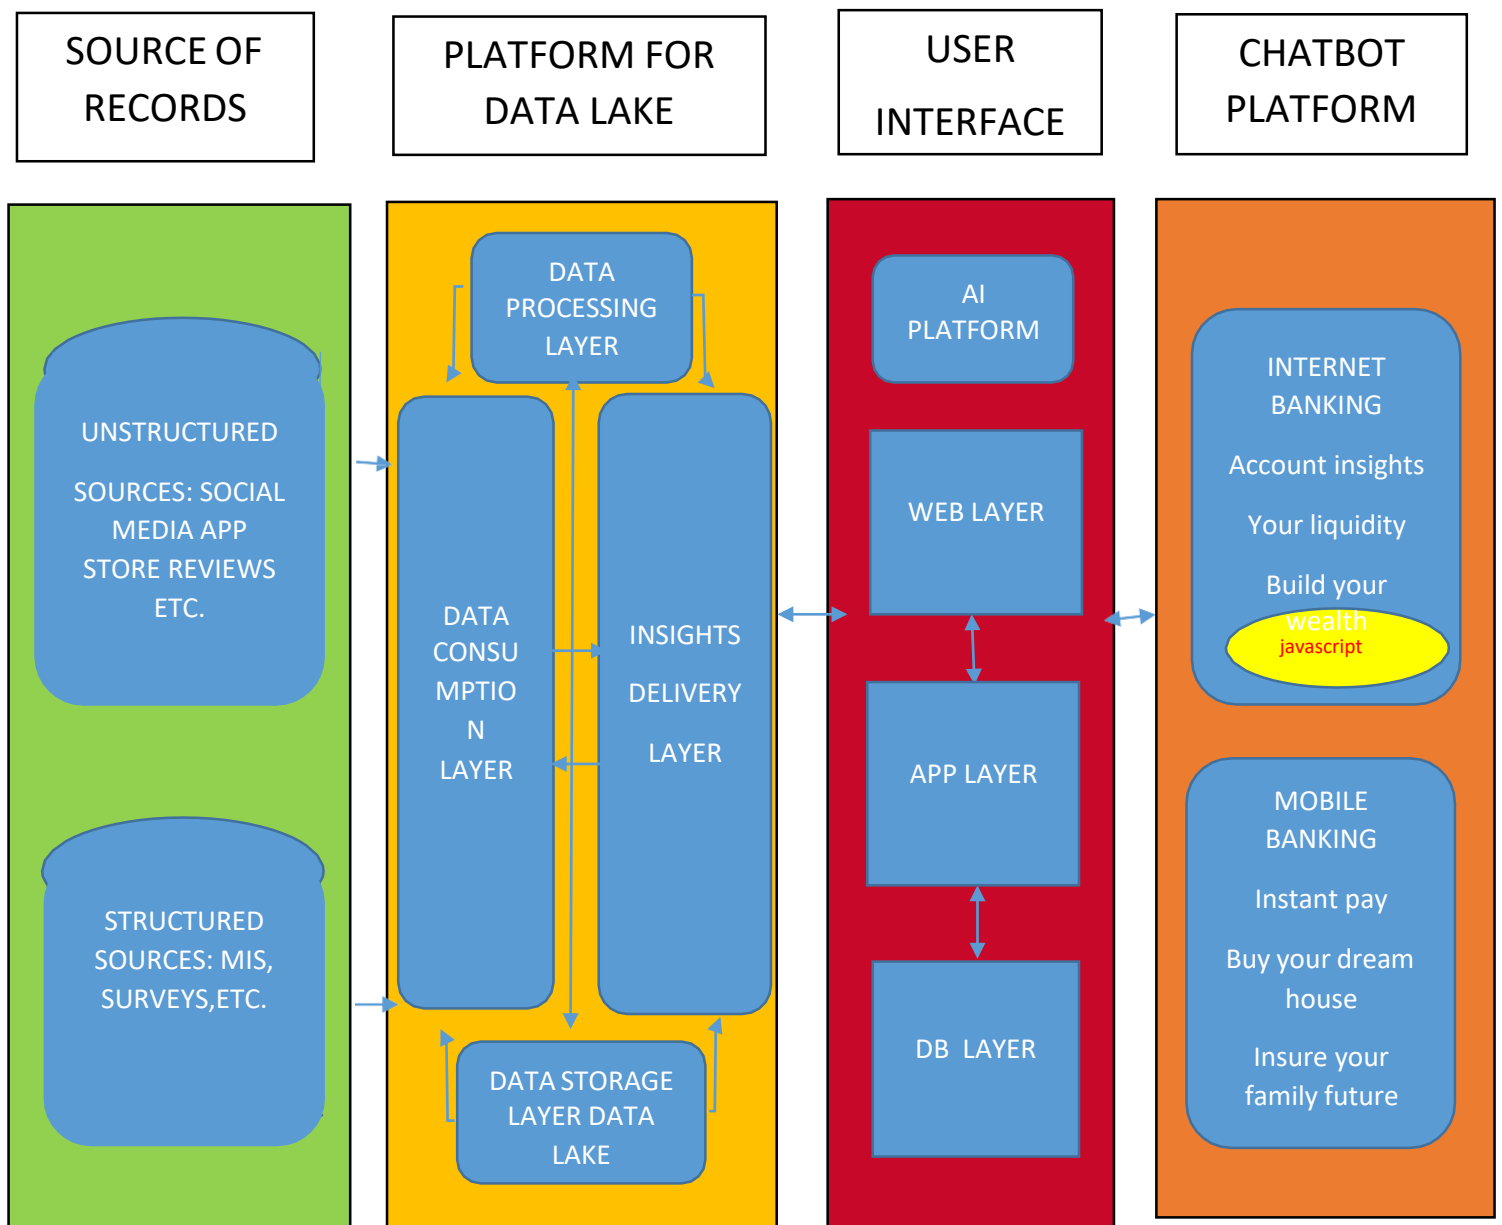 SOURCE OF
RECORDS
PLATFORM FOR
DATA LAKE
USER
INTERFACE
CHATBOT
PLATFORM
UNSTRUCTURED
SOURCES: SOCIAL
MEDIA APP
STORE REVIEWS
ETC.
STRUCTURED
SOURCES: MIS,
SURVEYS,ETC.
DATA
PROCESSING
LAYER
DATA
CONSU
MPTIO
N
LAYER
INSIGHTS
DELIVERY
LAYER
DATA STORAGE
LAYER DATA
LAKE
AI
PLATFORM
WEB LAYER
APP LAYER
DB LAYER
INTERNET
BANKING
Account insights
Your liquidity
Build your
wealth
javascript
MOBILE
BANKING
Instant pay
Buy your dream
house
Insure your
family future